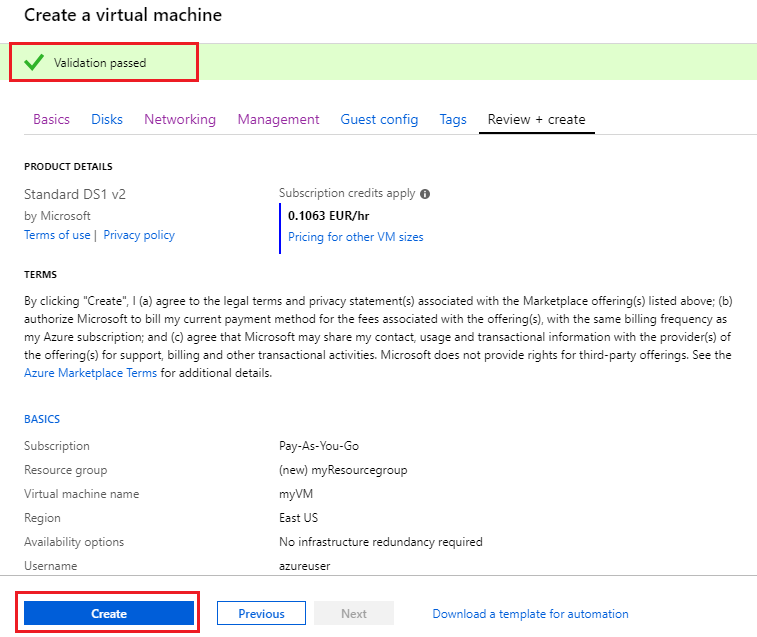 Create a virtual machine
Validation passed
Basics Disks Networking Management Guest config Tags Review + create
PRODUCT DETAILS
Standard DS1 v2
by Microsoft
Terms of use | Privacy policy
Subscription credits apply
0.1063 EUR/hr
Pricing for other VM sizes
TERMS
By clicking "Create", I (a) agree to the legal terms and privacy statement(s) associated with the Marketplace offering(s) listed above; (b)
authorize Microsoft to bill my current payment method for the fees associated with the offering(s), with the same billing frequency as
my Azure subscription; and (c) agree that Microsoft may share my contact, usage and transactional information with the provider(s) of
the offering(s) for support, billing and other transactional activities. Microsoft does not provide rights for third-party offerings. See the
Azure Marketplace Terms for additional details.
BASICS
Subscription Pay-As-You-Go
Resource group (new) myResourcegroup
Virtual machine name myVM
Region East US
Availability options No infrastructure redundancy required
Username azureuser
Create Previous Next Download a template for automation